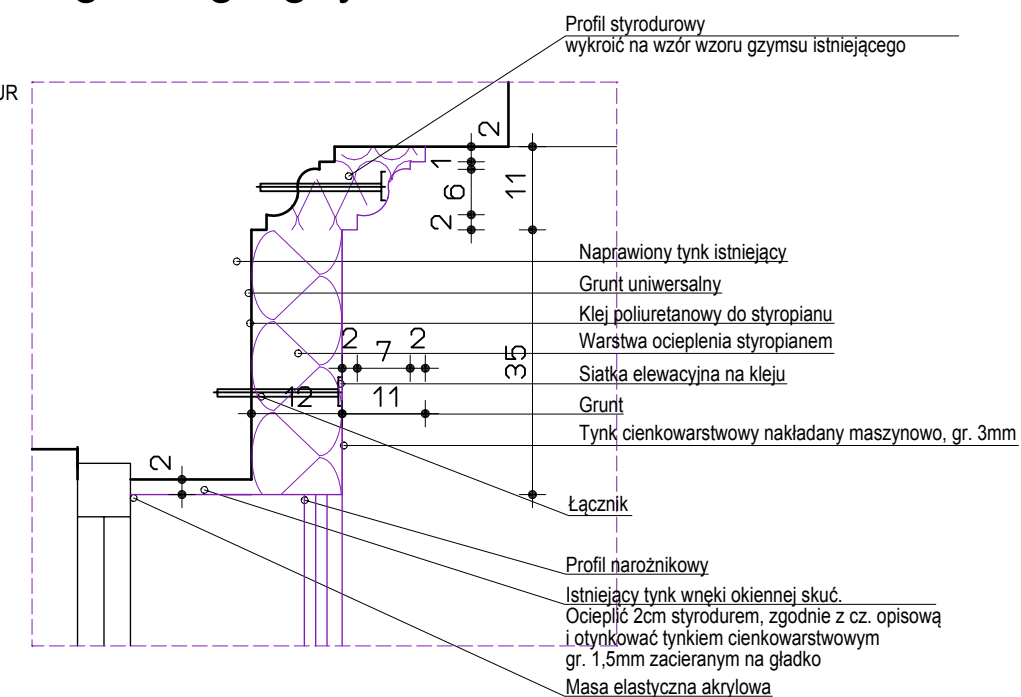 UR
Profil styrodurowy
wykroić na wzór wzoru gzymsu istniejącego
2
1
6
11
2
Naprawiony tynk istniejący
Grunt uniwersalny
Klej poliuretanowy do styropianu
Warstwa ocieplenia styropianem
2 7 2
35
Siatka elewacyjna na kleju
12 11
Grunt
Tynk cienkowarstwowy nakładany maszynowo, gr. 3mm
2
Łącznik
Profil narożnikowy
Istniejący tynk wnęki okiennej skuć.
Ocieplić 2cm styrodurem, zgodnie z cz. opisową
i otynkować tynkiem cienkowarstwowym
gr. 1,5mm zacieranym na gładko
Masa elastyczna akrylowa